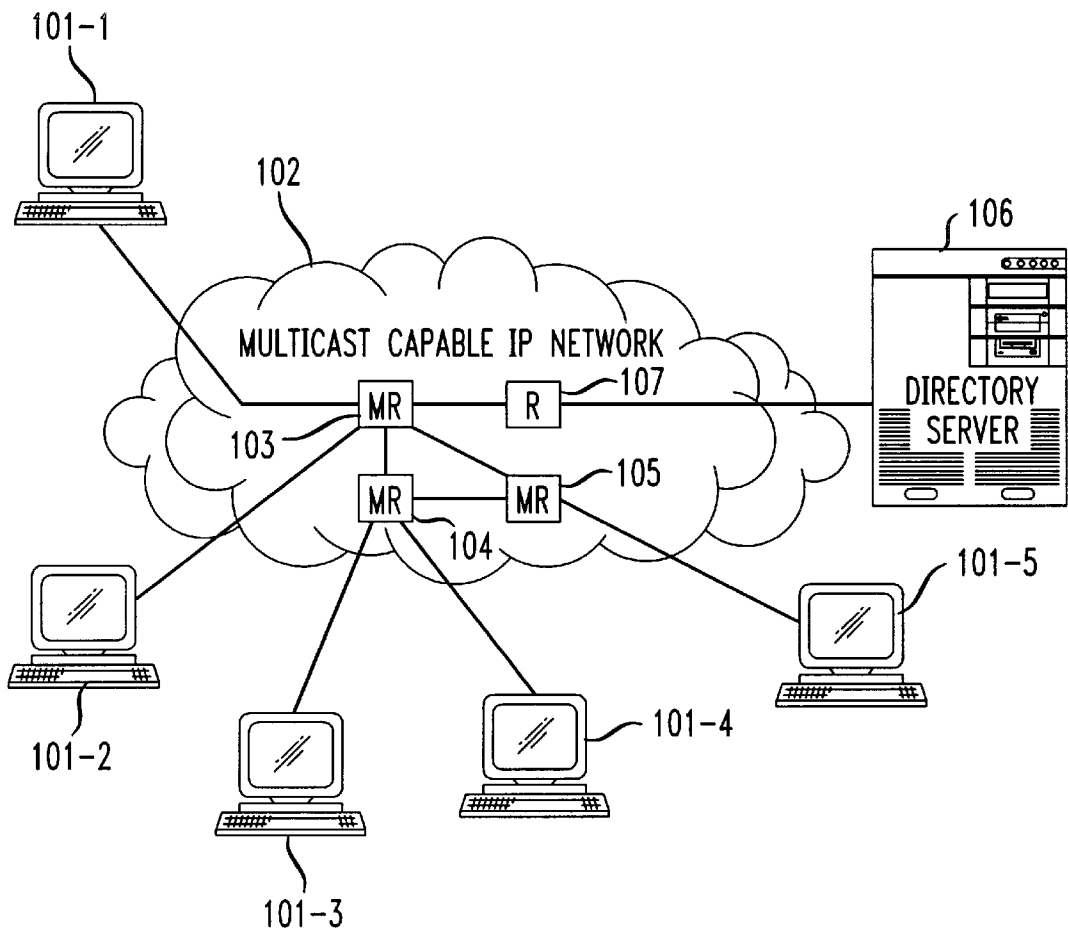 101-1
102
106
MULTICAST CAPABLE IP NETWORK
107
DIRECTORY
SERVER
MR
R
103
105
MR
MR
104
101-5
101-2
101-4
101-3